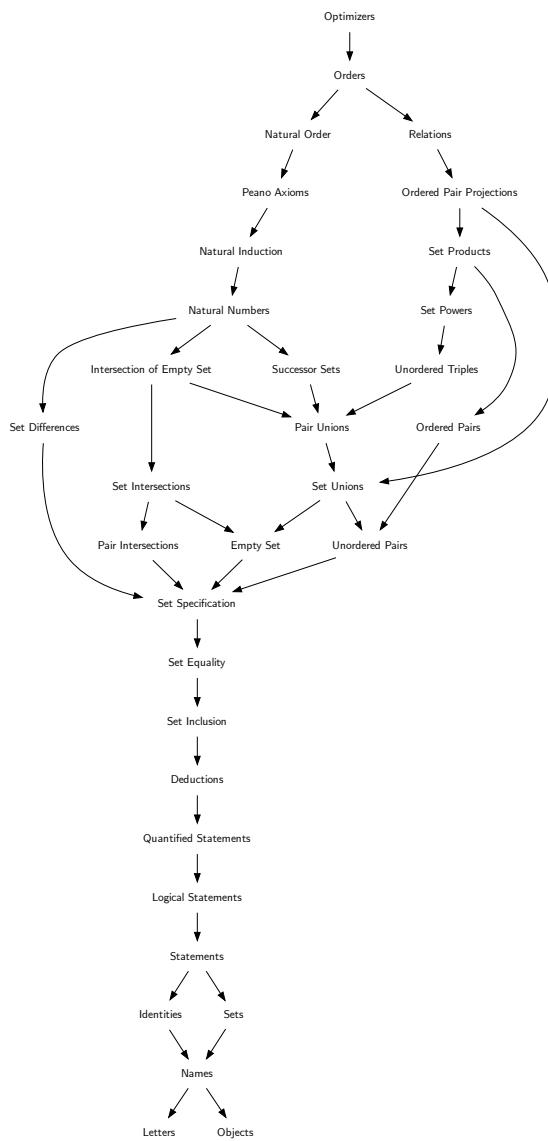 Optimizers
Orders
Natural Order
Relations
Peano Axioms
Ordered Pair Projections
Natural Induction
Set Products
Natural Numbers
Set Powers
Intersection of Empty Set
Successor Sets
Unordered Triples
Set Differences
Pair Unions
Ordered Pairs
Set Intersections
Set Unions
Pair Intersections
Empty Set
Unordered Pairs
Set Specification
Set Equality
Set Inclusion
Deductions
Quantified Statements
Logical Statements
Statements
Identities
Sets
Names
Letters
Objects